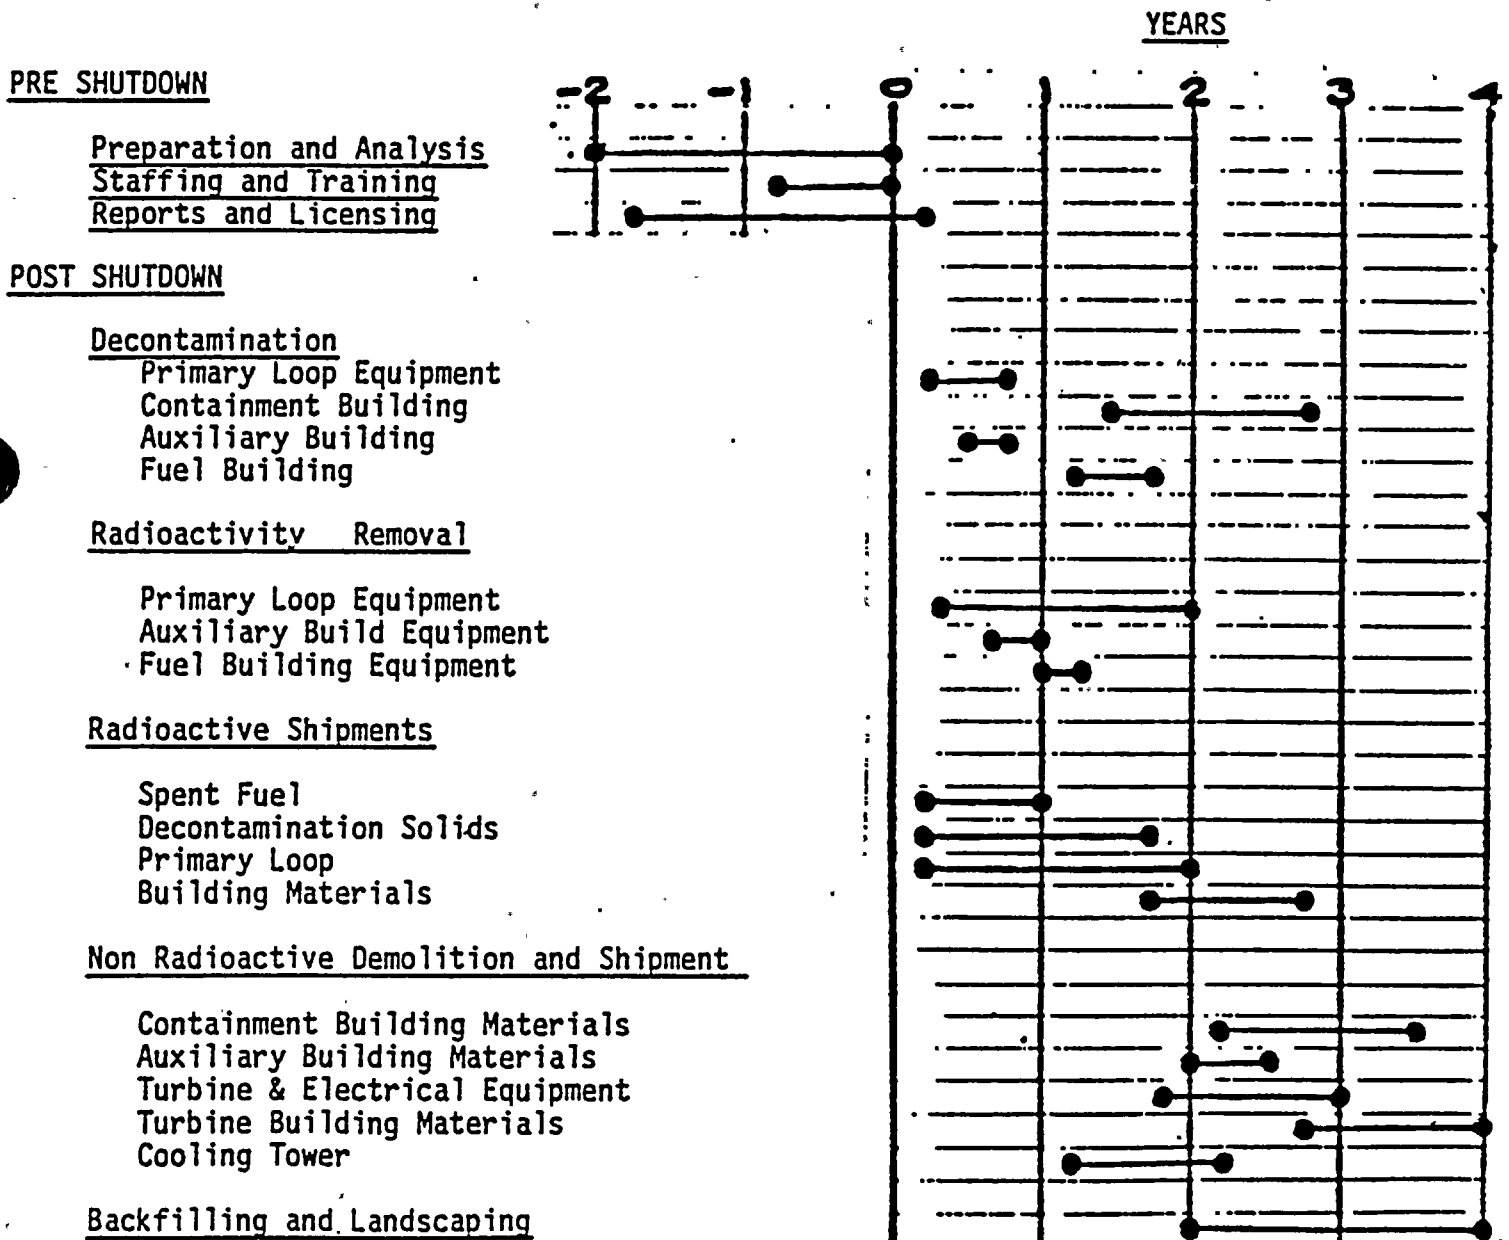 YEARS
PRE SHUTDOWN
-2 -1 0 1 2 3 4
Preparation and Analysis
Staffing and Training
Reports and Licensing
POST SHUTDOWN
Decontamination
Primary Loop Equipment
Containment Building
Auxiliary Building
Fuel Building
Radioactivity Removal
Primary Loop Equipment
Auxiliary Build Equipment
Fuel Building Equipment
Radioactive Shipments
Spent Fuel
Decontamination Solids
Primary Loop
Building Materials
Non Radioactive Demolition and Shipment
Containment Building Materials
Auxiliary Building Materials
Turbine & Electrical Equipment
Turbine Building Materials
Cooling Tower
Backfilling and Landscaping